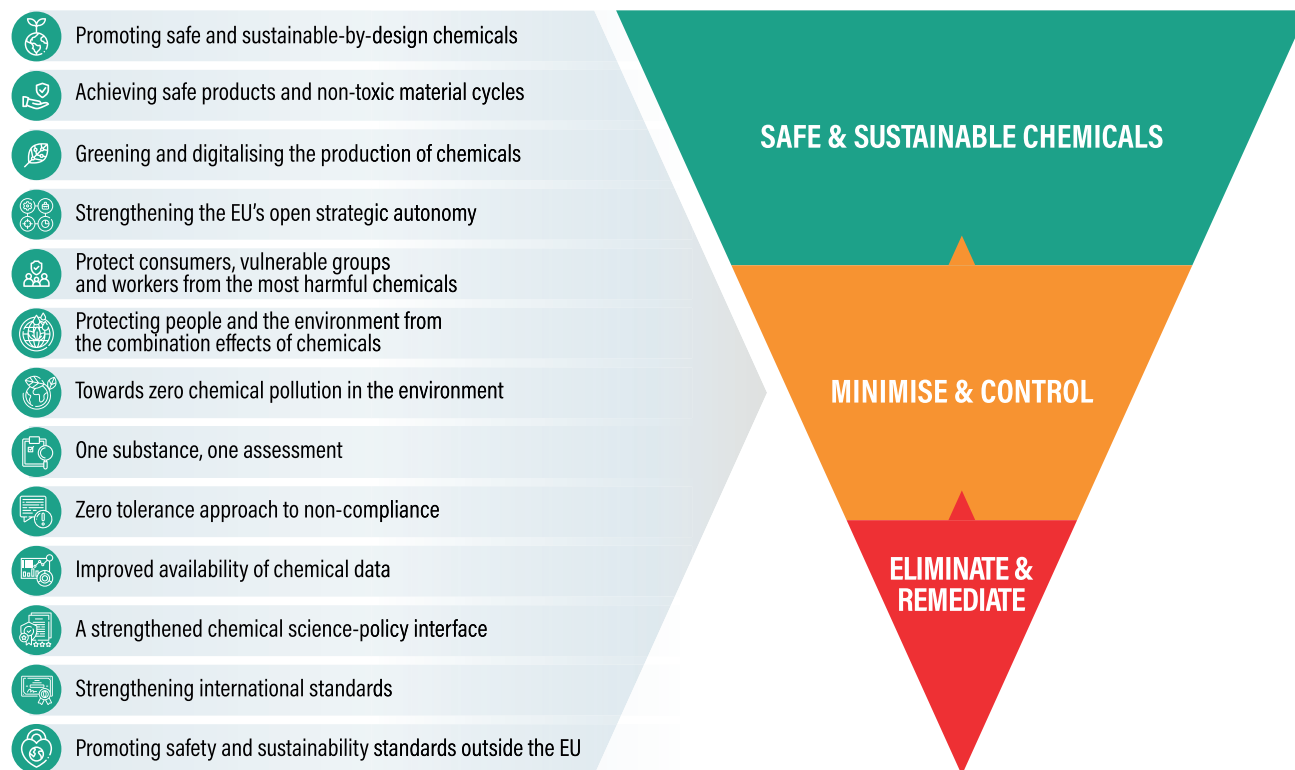 Promoting safe and sustainable-by-design chemicals
Achieving safe products and non-toxic material cycles
Greening and digitalising the production of chemicals
Strengthening the EU’s open strategic autonomy
Protect consumers, vulnerable groups
and workers from the most harmful chemicals
Protecting people and the environment from
the combination effects of chemicals
Towards zero chemical pollution in the environment
One substance, one assessment
Zero tolerance approach to non-compliance
Improved availability of chemical data
A strengthened chemical science-policy interface
Strengthening international standards
Promoting safety and sustainability standards outside the EU
SAFE & SUSTAINABLE CHEMICALS
MINIMISE & CONTROL
ELIMINATE &
REMEDIATE